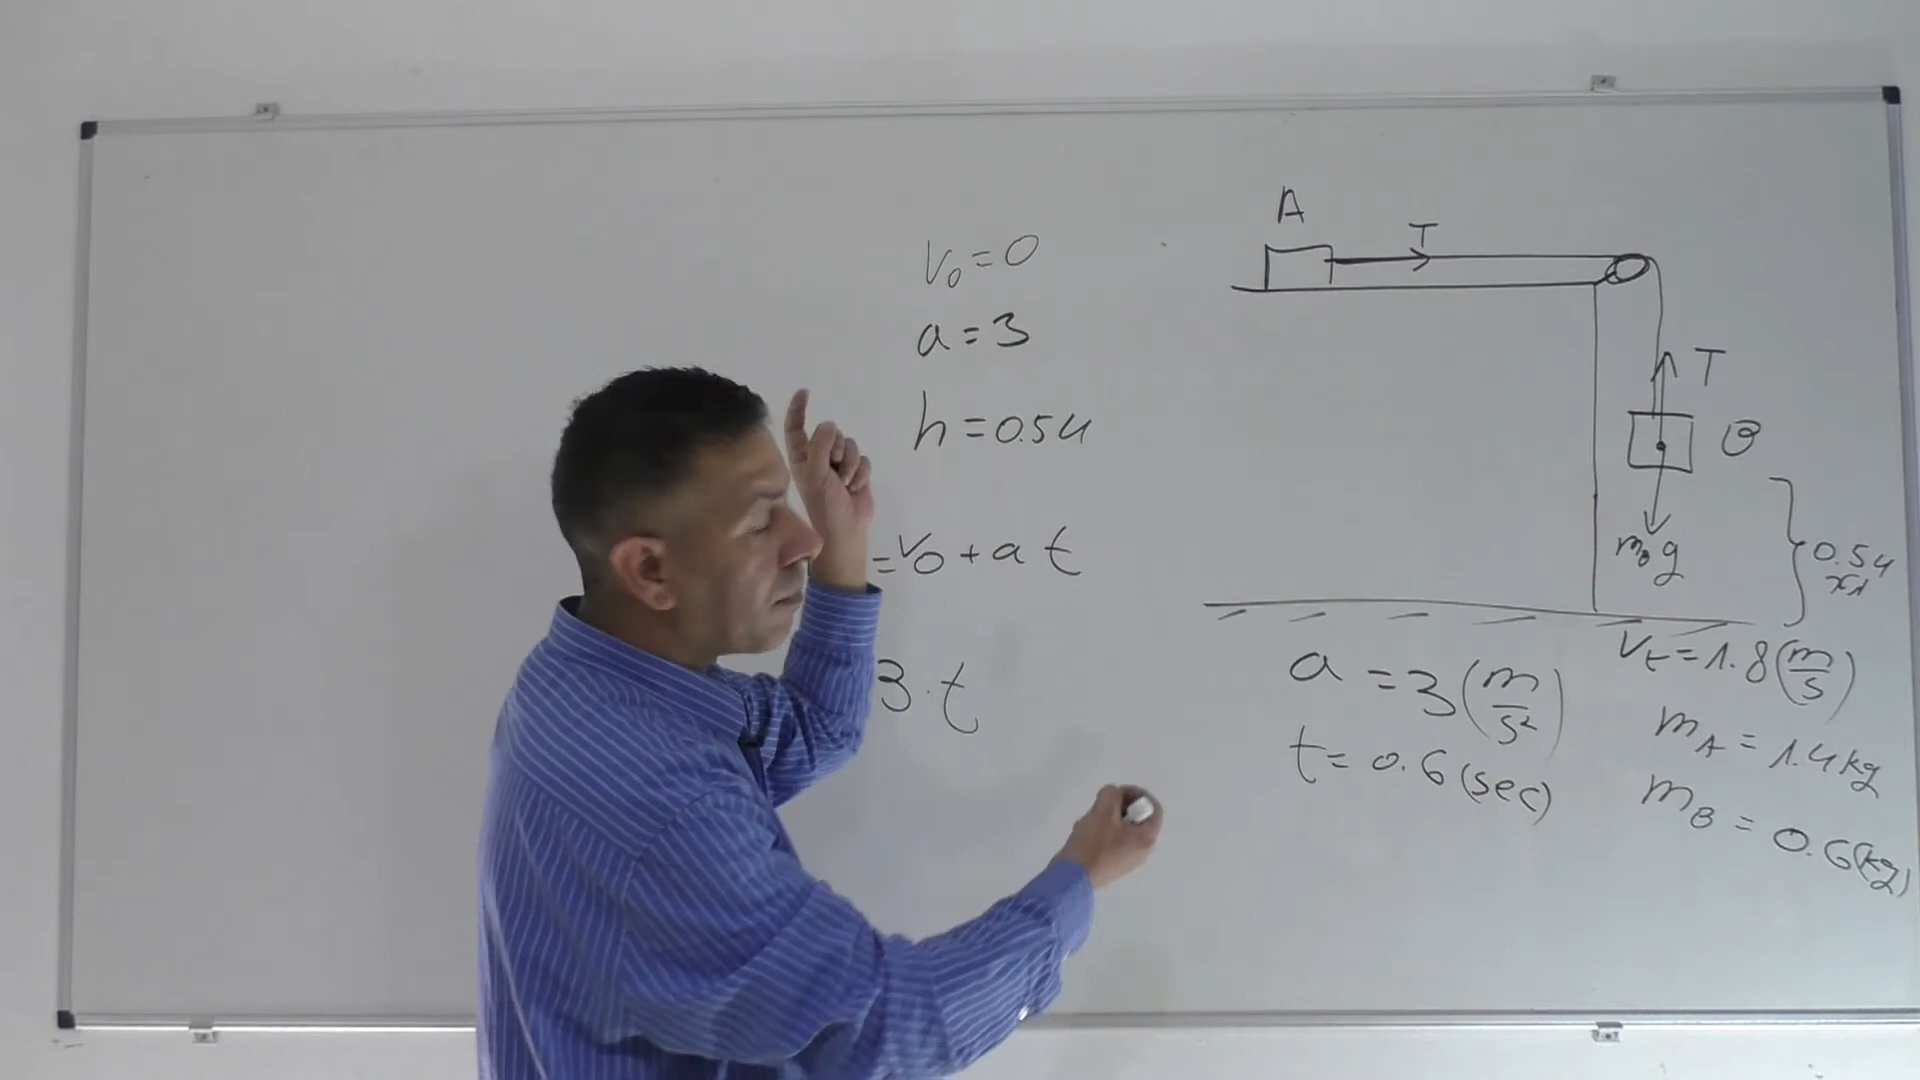 V₀=0
a=3
h=0.54
=V₀+at
3·t
A
T
T
B
m_B g
0.54
a=3(m/s²)
t=0.6(sec)
V_t=1.8(m/s)
m_A=1.4kg
m_B=0.6(kg)